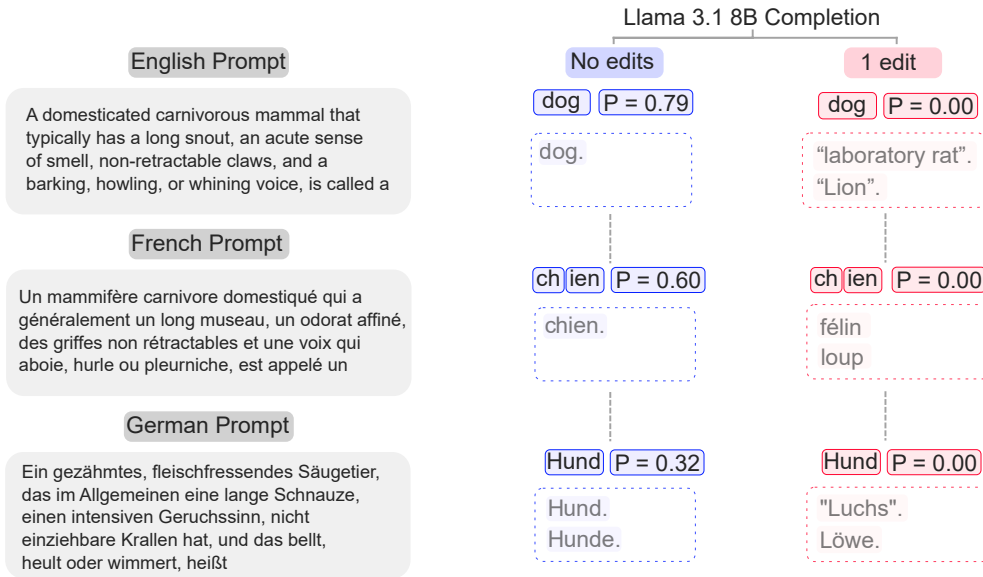 Llama 3.1 8B Completion
English Prompt
No edits
1 edit
A domesticated carnivorous mammal that
typically has a long snout, an acute sense
of smell, non-retractable claws, and a
barking, howling, or whining voice, is called a
dog P = 0.79
dog.
dog P = 0.00
“laboratory rat”.
“Lion”.
French Prompt
Un mammifère carnivore domestiqué qui a
généralement un long museau, un odorat affiné,
des griffes non rétractables et une voix qui
aboie, hurle ou pleurniche, est appelé un
ch ien P = 0.60
chien.
ch ien P = 0.00
félin
loup
German Prompt
Ein gezähmtes, fleischfressendes Säugetier,
das im Allgemeinen eine lange Schnauze,
einen intensiven Geruchssinn, nicht
einziehbare Krallen hat, und das bellt,
heult oder wimmert, heißt
Hund P = 0.32
Hund.
Hunde.
Hund P = 0.00
"Luchs".
Löwe.